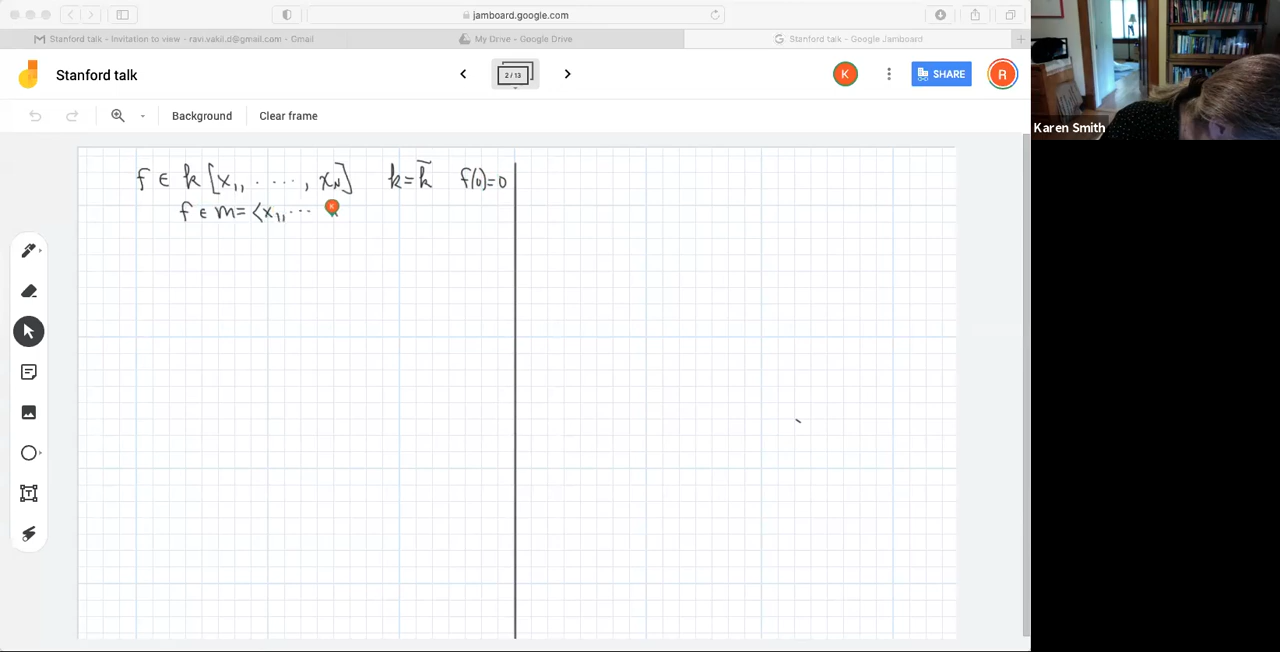 jamboard.google.com
Stanford talk - Invitation to view - ravi.vakil.d@gmail.com - Gmail
My Drive - Google Drive
Stanford talk - Google Jamboard
Stanford talk
2 / 13
K
SHARE
R
Background
Clear frame
Karen Smith
f ∈ k [x₁, . ...., x_N] k = k̄ f(0)=0
f ∈ m = <x₁, ...
K